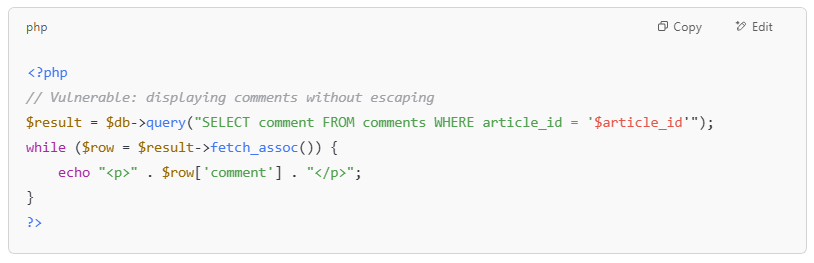 php Copy Edit
<?php
// Vulnerable: displaying comments without escaping
$result = $db->query("SELECT comment FROM comments WHERE article_id = '$article_id'");
while ($row = $result->fetch_assoc()) {
    echo "<p>" . $row['comment'] . "</p>";
}
?>